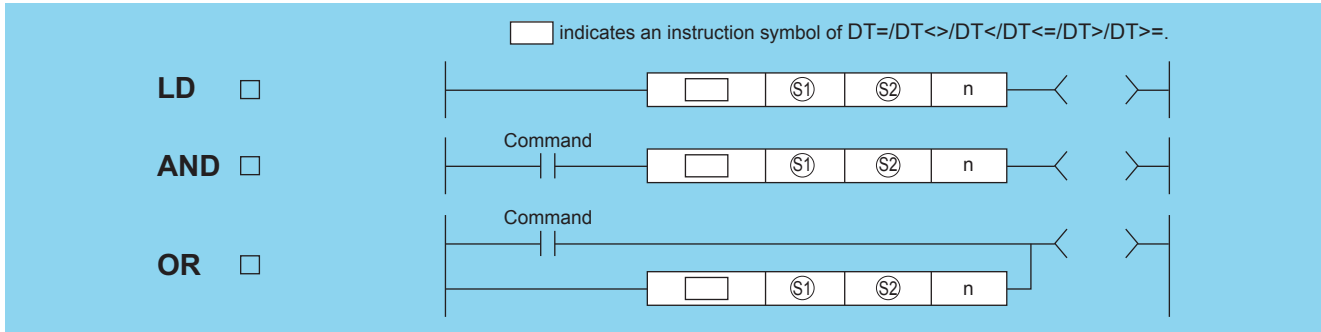 indicates an instruction symbol of DT=/DT<>/DT</DT<=/DT>/DT>=.
LD
S1 S2 n
Command
AND
S1 S2 n
Command
OR
S1 S2 n